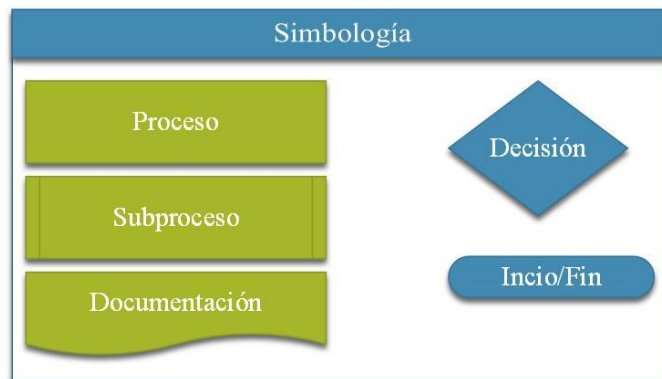 Simbología
Proceso
Subproceso
Documentación
Decisión
Incio/Fin